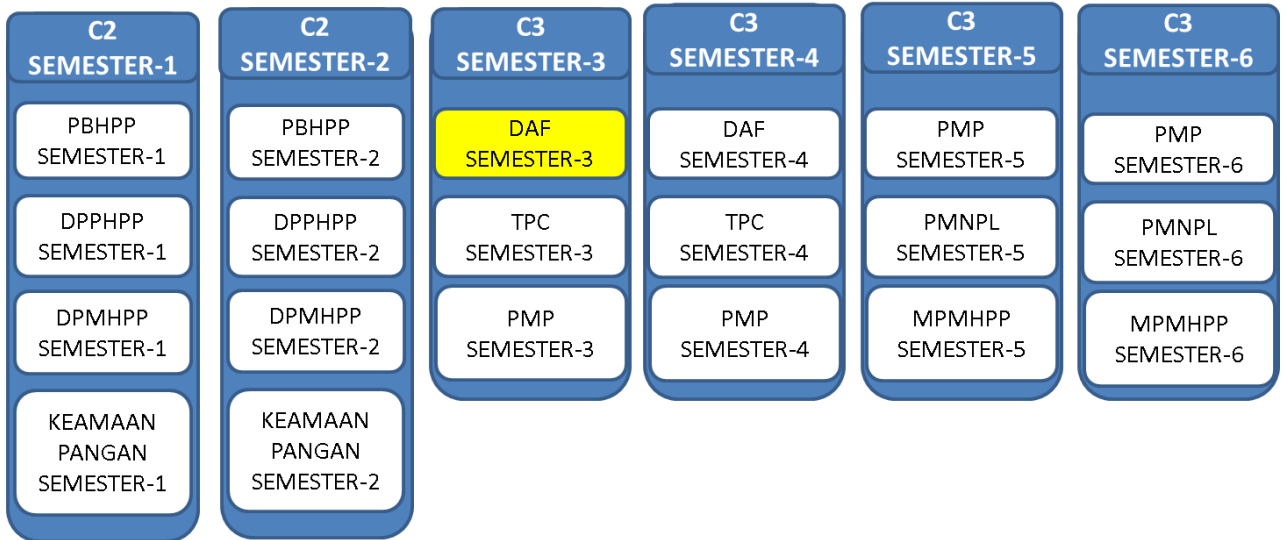 C2
SEMESTER-1
PBHPP
SEMESTER-1
DPPHPP
SEMESTER-1
DPMHPP
SEMESTER-1
KEAMAAN
PANGAN
SEMESTER-1
C2
SEMESTER-2
PBHPP
SEMESTER-2
DPPHPP
SEMESTER-2
DPMHPP
SEMESTER-2
KEAMAAN
PANGAN
SEMESTER-2
C3
SEMESTER-3
DAF
SEMESTER-3
TPC
SEMESTER-3
PMP
SEMESTER-3
C3
SEMESTER-4
DAF
SEMESTER-4
TPC
SEMESTER-4
PMP
SEMESTER-4
C3
SEMESTER-5
PMP
SEMESTER-5
PMNPL
SEMESTER-5
MPMHPP
SEMESTER-5
C3
SEMESTER-6
PMP
SEMESTER-6
PMNPL
SEMESTER-6
MPMHPP
SEMESTER-6